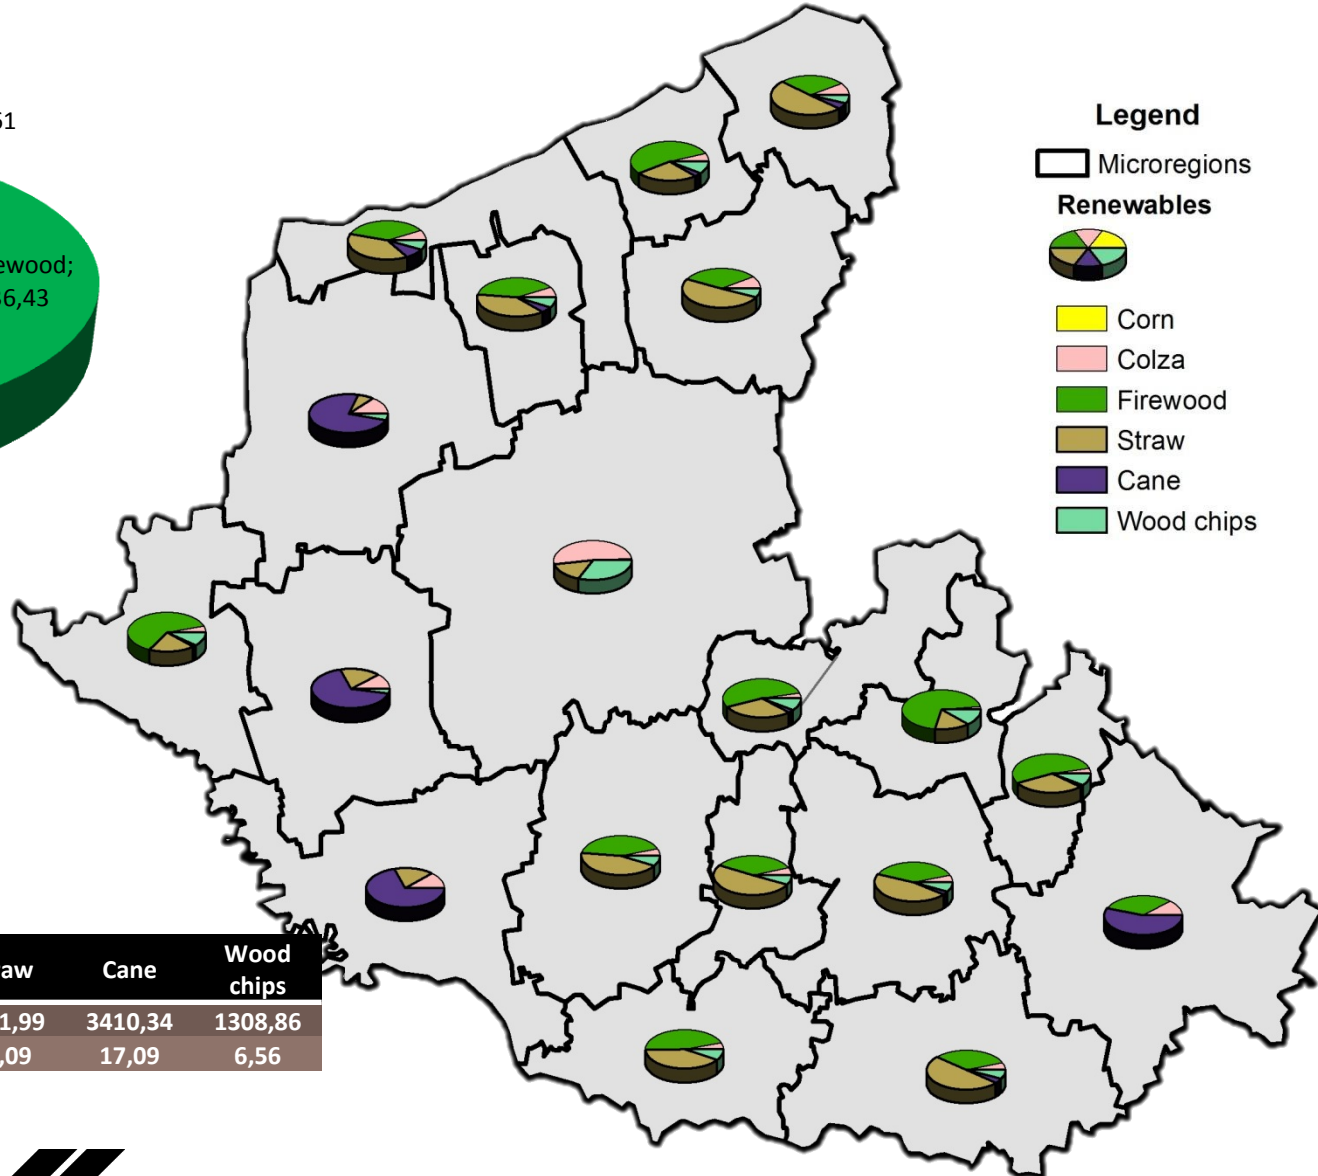 Legend
Microregions
Renewables
Corn
Colza
Firewood
Straw
Cane
Wood chips
Cane Wood chips
3410,34 1308,86
17,09 6,56